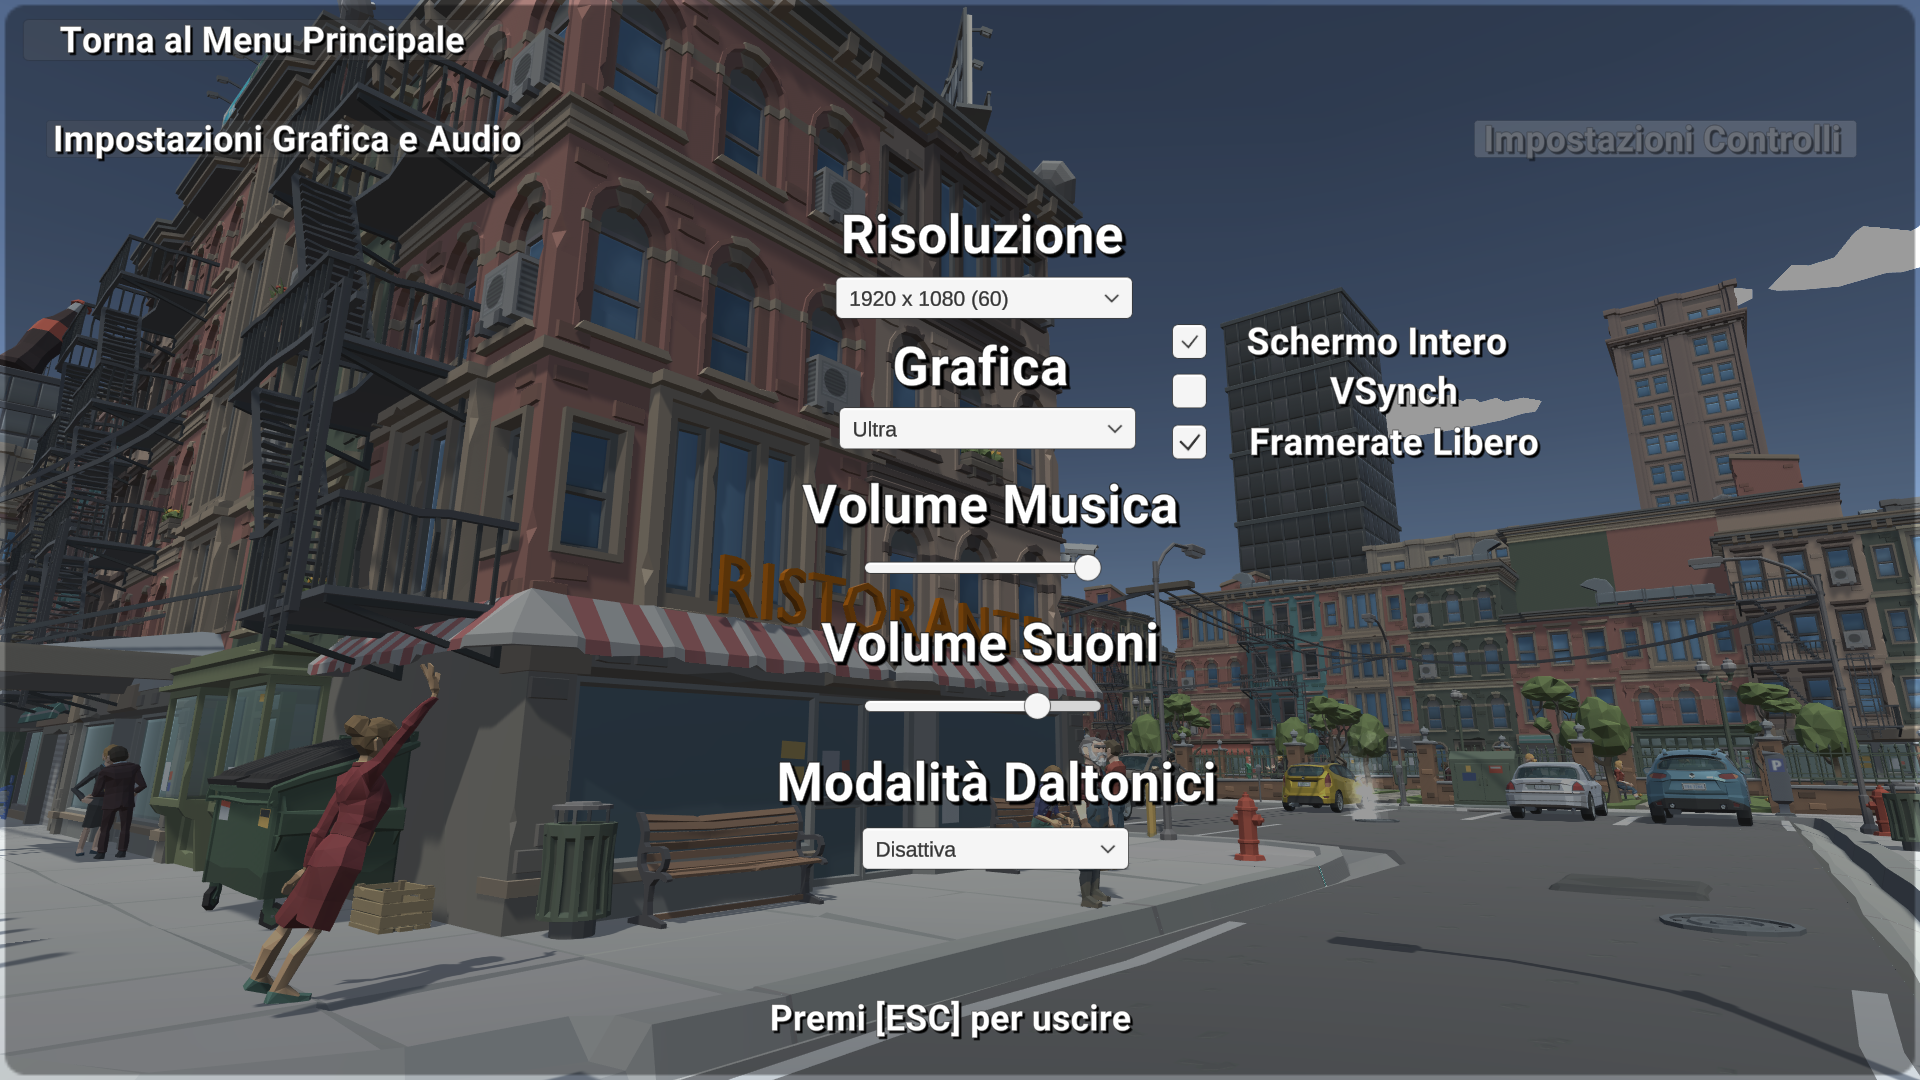 Torna al Menu Principale
Impostazioni Grafica e Audio
Impostazioni Controlli
Risoluzione
1920 x 1080 (60)
Schermo Intero
Grafica
VSynch
Ultra
Framerate Libero
Volume Musica
RISTORANTE
Volume Suoni
Modalità Daltonici
P
Disattiva
Premi [ESC] per uscire